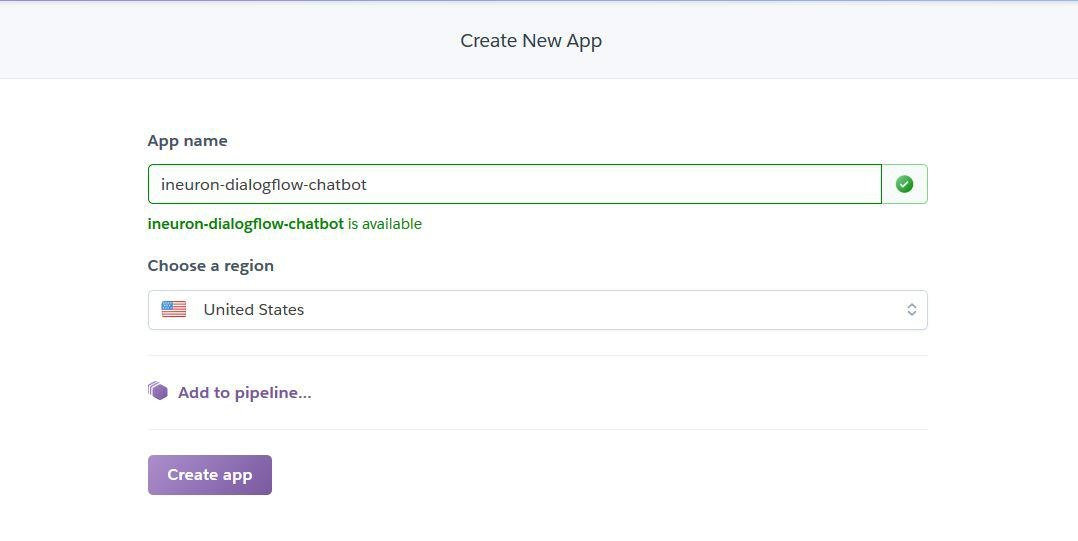 Create New App
App name
ineuron-dialogflow-chatbot
ineuron-dialogflow-chatbot is available
Choose a region
United States
Add to pipeline...
Create app